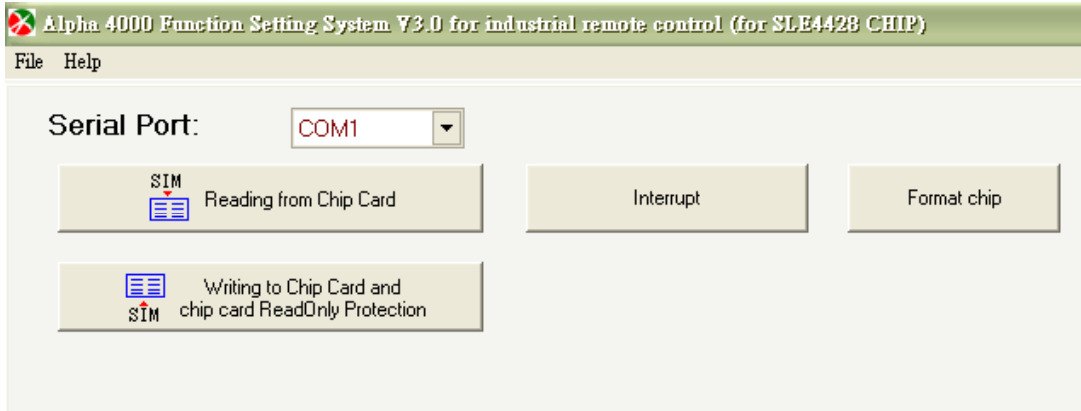 Alpha 4000 Function Setting System V3.0 for industrial remote control (for SLE4428 CHIP)
File Help
Serial Port: COM1
SIM
Reading from Chip Card
Interrupt
Format chip
Writing to Chip Card and
chip card ReadOnly Protection
SIM